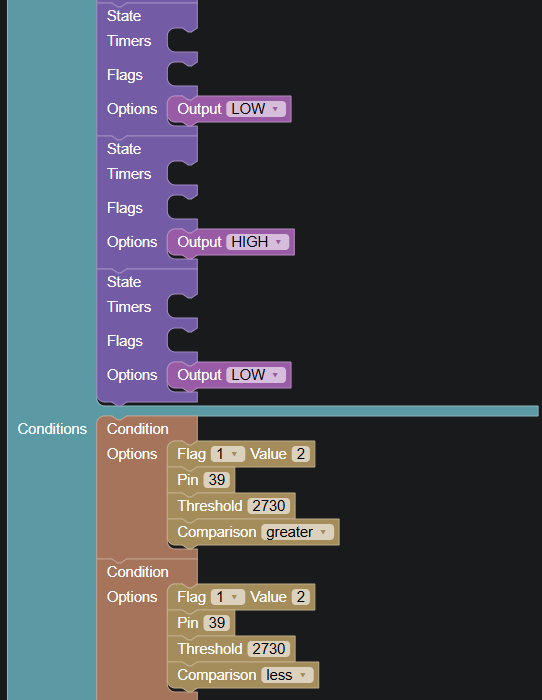 State
Timers
Flags
Options Output LOW
State
Timers
Flags
Options Output HIGH
State
Timers
Flags
Options Output LOW
Conditions Condition
Options Flag 1 Value 2
Pin 39
Threshold 2730
Comparison greater
Condition
Options Flag 1 Value 2
Pin 39
Threshold 2730
Comparison less